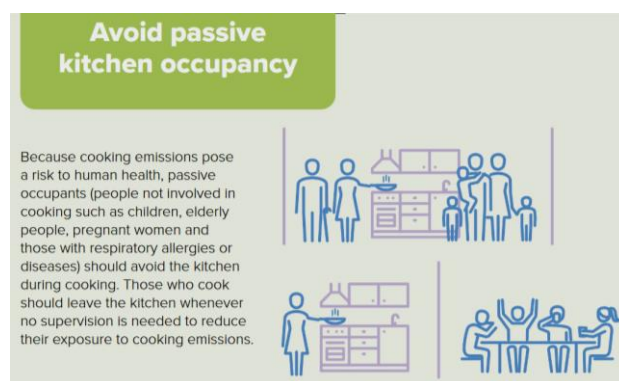 Avoid passive
kitchen occupancy
Because cooking emissions pose
a risk to human health, passive
occupants (people not involved in
cooking such as children, elderly
people, pregnant women and
those with respiratory allergies or
diseases) should avoid the kitchen
during cooking. Those who cook
should leave the kitchen whenever
no supervision is needed to reduce
their exposure to cooking emissions.